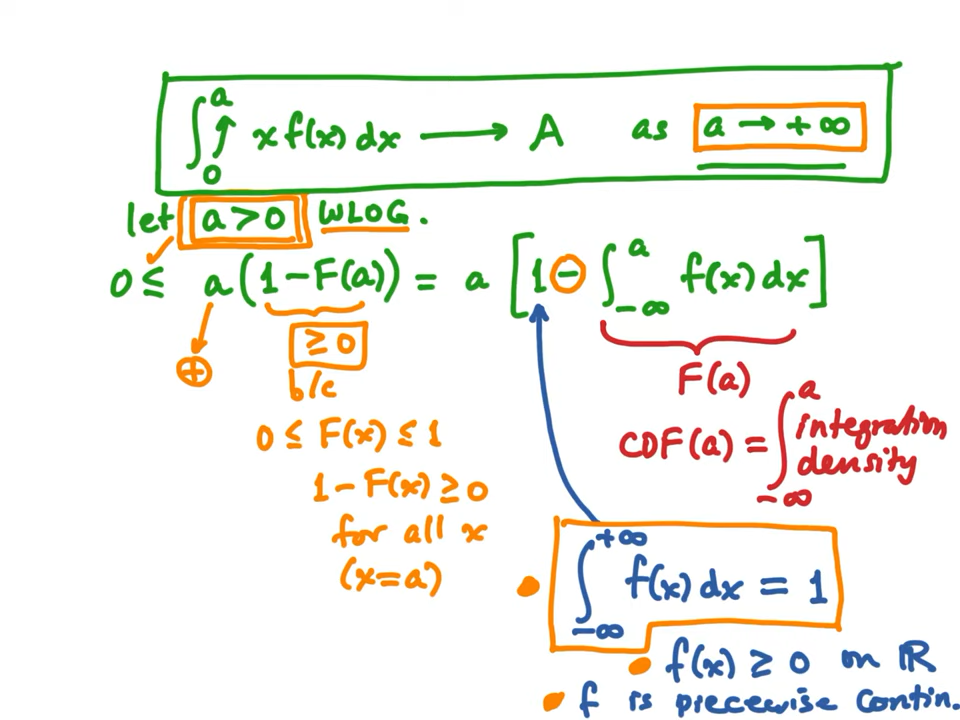 ∫₀ᵃ x f(x) dx ⟶ A as a → +∞
let a > 0 WLOG.
0 ≤ a (1 − F(a)) = a [1 − ∫₋∞ᵃ f(x) dx]
≥ 0
⊕
b/c
F(a)
0 ≤ F(x) ≤ 1
CDF(a) = ∫₋∞ᵃ integration density
1 − F(x) ≥ 0
for all x
(x = a)
∫₋∞⁺∞ f(x) dx = 1
f(x) ≥ 0 on ℝ
f is precewise contin.